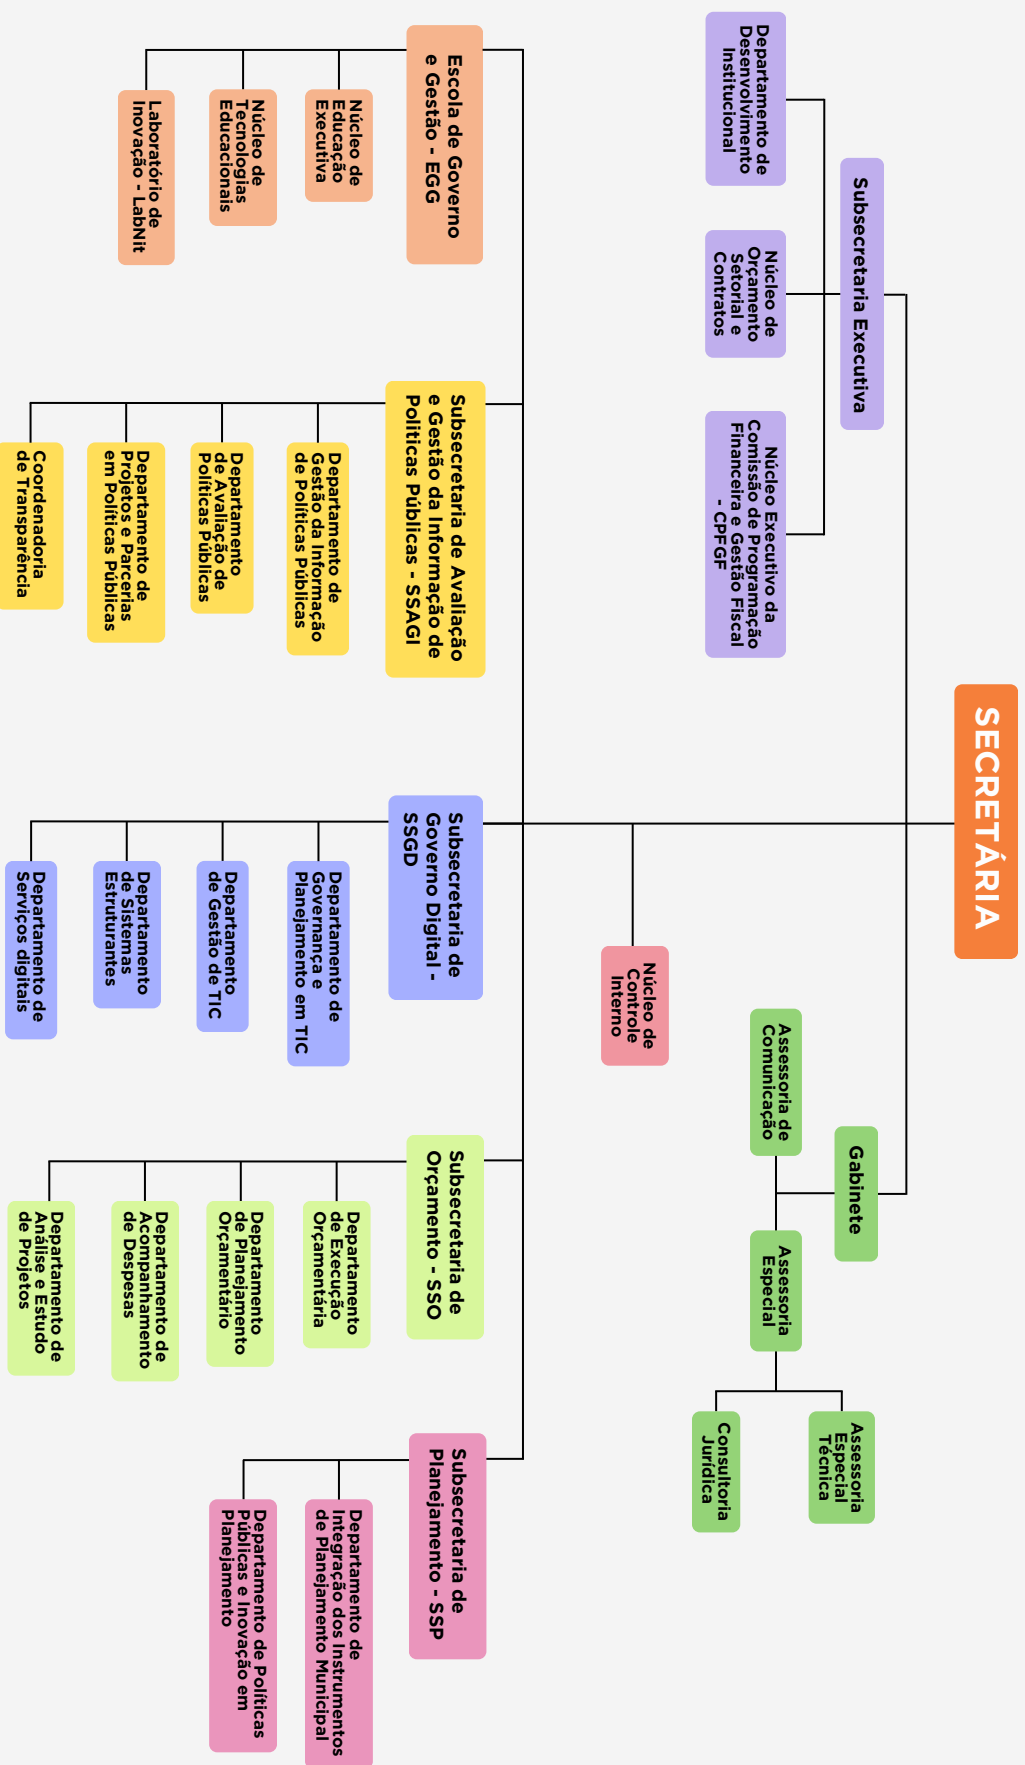 SECRETÁRIA
Subsecretaria Executiva
Departamento de
Desenvolvimento
Institucional
Núcleo de
Orçamento
Setorial e
Contratos
Núcleo Executivo da
Comissão de Programação
Financeira e Gestão Fiscal
- CPFGF
Gabinete
Assessoria de
Comunicação
Assessoria
Especial
Assessoria
Especial
Técnica
Consultoria
Jurídica
Núcleo de
Controle
Interno
Escola de Governo
e Gestão - EGG
Núcleo de
Educação
Executiva
Núcleo de
Tecnologias
Educacionais
Laboratório de
Inovação - LabNit
Subsecretaria de Avaliação
e Gestão da Informação de
Politicas Públicas - SSAGI
Departamento de
Gestão da Informação
de Políticas Públicas
Departamento
de Avaliação de
Políticas Públicas
Departamento de
Projetos e Parcerias
em Políticas Públicas
Coordenadoria
de Transparência
Subsecretaria de
Governo Digital -
SSGD
Departamento de
Governança e
Planejamento em TIC
Departamento
de Gestão de TIC
Departamento
de Sistemas
Estruturantes
Departamento de
Serviços digitais
Subsecretaria de
Orçamento - SSO
Departamento
de Execução
Orçamentária
Departamento
de Planejamento
Orçamentário
Departamento de
Acompanhamento
de Despesas
Departamento de
Análise e Estudo
de Projetos
Subsecretaria de
Planejamento - SSP
Departamento de
Integração dos Instrumentos
de Planejamento Municipal
Departamento de Políticas
Públicas e Inovação em
Planejamento